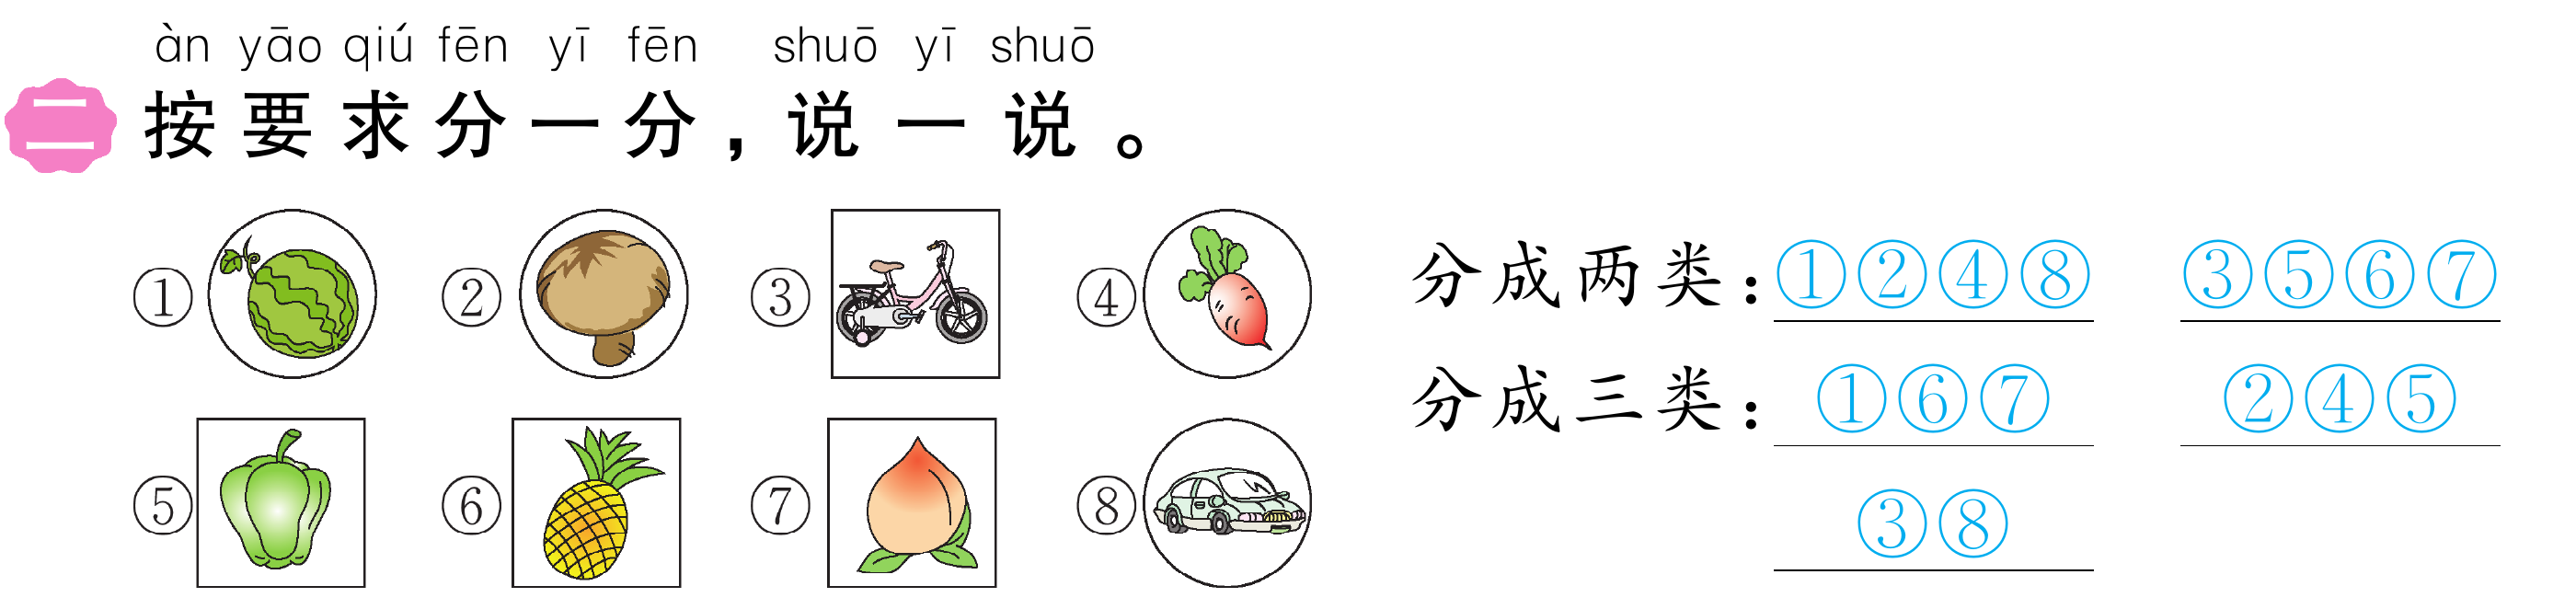 àn yāo qiú fēn yī fēn shuō yī shuō
二 按要求分一分，说一说。
① ② ③ ④
分成两类：①②④⑧ ③⑤⑥⑦
分成三类：①⑥⑦ ②④⑤
⑤ ⑥ ⑦ ⑧
③⑧